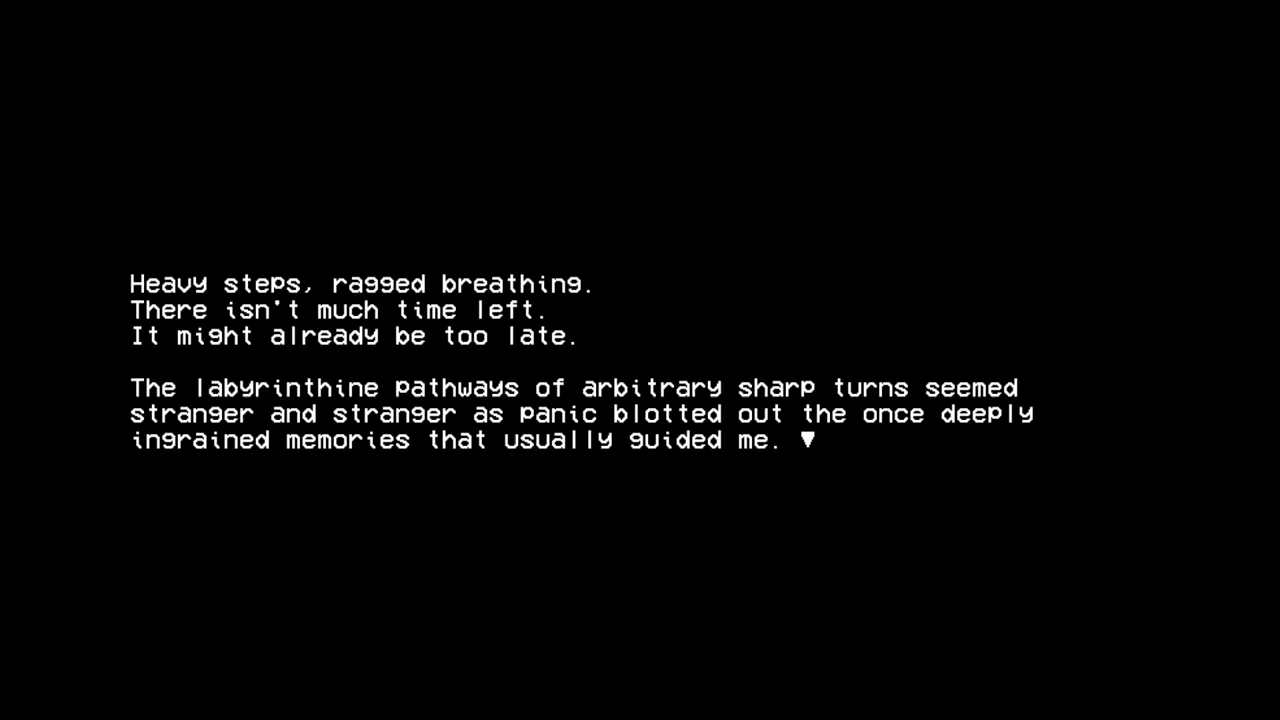 Heavy steps, ragged breathing.
There isn't much time left.
It might already be too late.
The labyrinthine pathways of arbitrary sharp turns seemed
stranger and stranger as panic blotted out the once deeply
ingrained memories that usually guided me. ▼